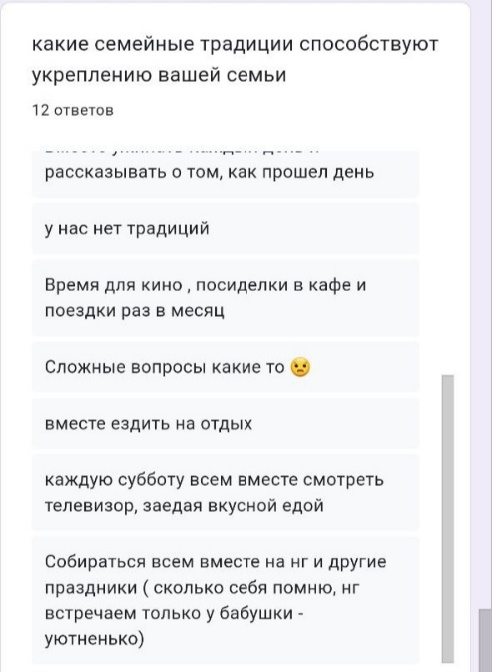 какие семейные традиции способствуют
укреплению вашей семьи
12 ответов
рассказывать о том, как прошел день
у нас нет традиций
Время для кино , посиделки в кафе и
поездки раз в месяц
Сложные вопросы какие то 😟
вместе ездить на отдых
каждую субботу всем вместе смотреть
телевизор, заедая вкусной едой
Собираться всем вместе на нг и другие
праздники ( сколько себя помню, нг
встречаем только у бабушки -
уютненько)